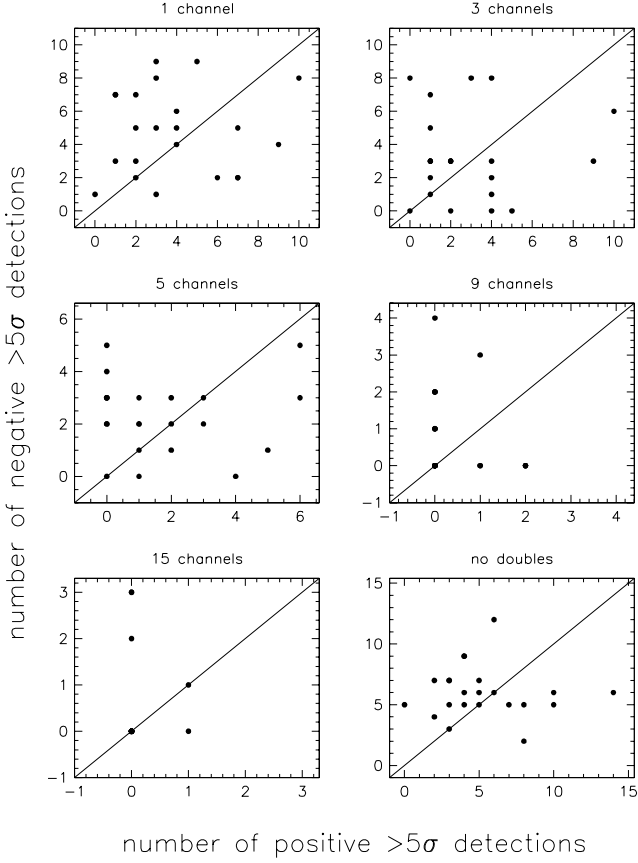 1 channel
10
8
6
4
2
0
0 2 4 6 8 10
3 channels
10
8
6
4
2
0
0 2 4 6 8 10
5 channels
6
4
2
0
0 2 4 6
9 channels
4
3
2
1
0
−1
−1 0 1 2 3 4
15 channels
3
2
1
0
−1
−1 0 1 2 3
no doubles
15
10
5
0
0 5 10 15
number of negative >5σ detections
number of positive >5σ detections